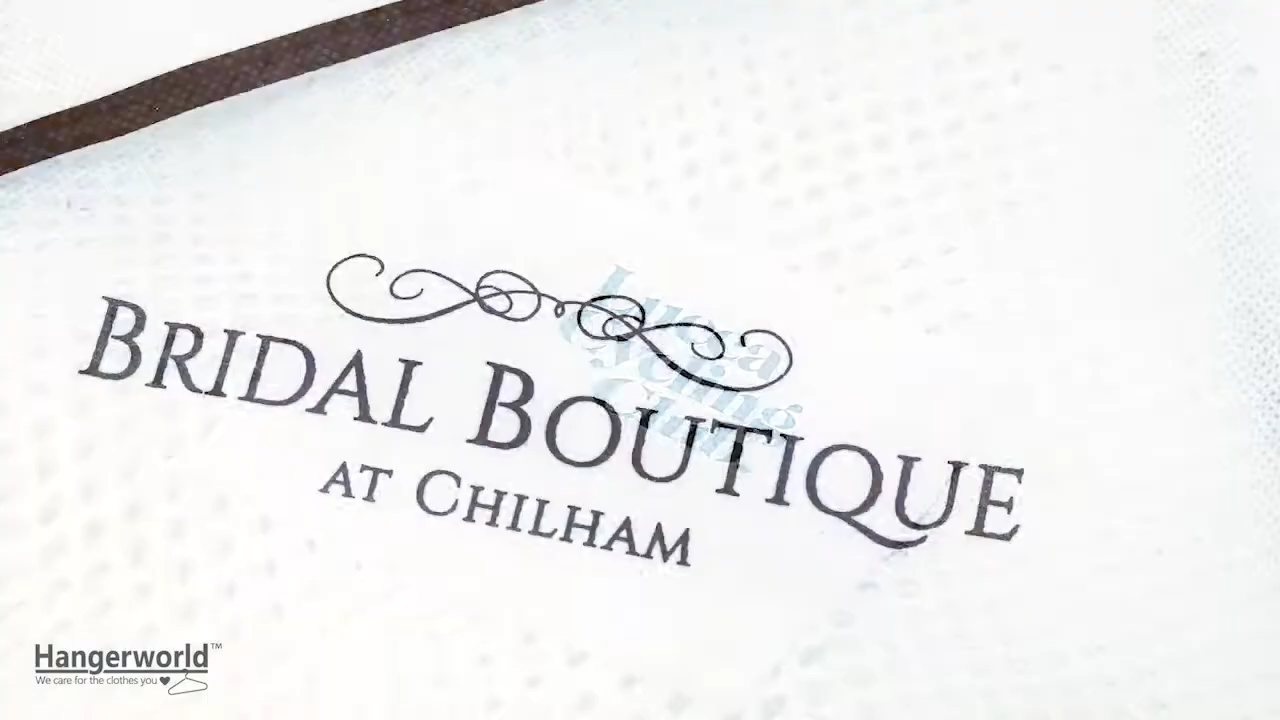 BRIDAL BOUTIQUE
AT CHILHAM
Hangerworld™
We care for the clothes you